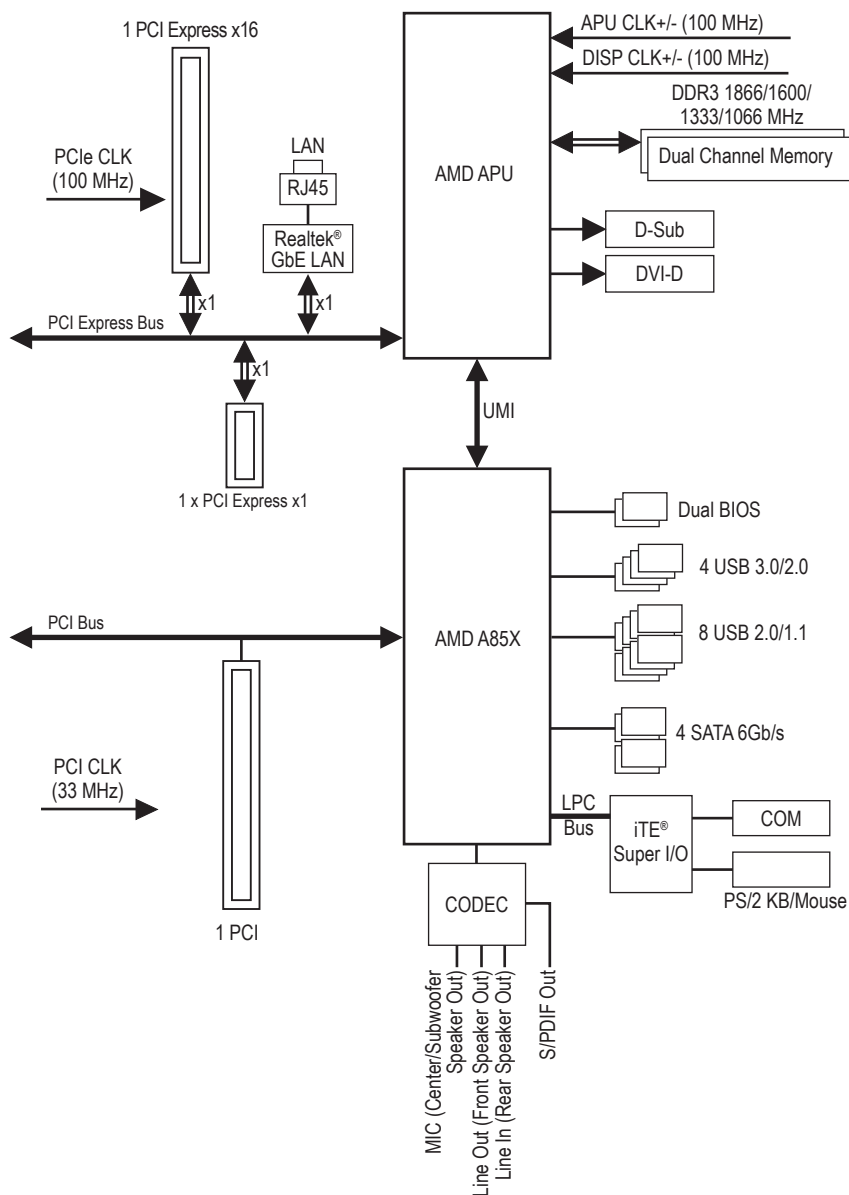 1 PCI Express x16
PCIe CLK
(100 MHz)
LAN
RJ45
Realtek®
GbE LAN
x1
x1
PCI Express Bus
x1
1 x PCI Express x1
AMD APU
APU CLK+/- (100 MHz)
DISP CLK+/- (100 MHz)
DDR3 1866/1600/
1333/1066 MHz
Dual Channel Memory
D-Sub
DVI-D
UMI
AMD A85X
Dual BIOS
4 USB 3.0/2.0
8 USB 2.0/1.1
4 SATA 6Gb/s
LPC
Bus
iTE®
Super I/O
COM
PS/2 KB/Mouse
PCI Bus
PCI CLK
(33 MHz)
1 PCI
CODEC
MIC (Center/Subwoofer
Speaker Out)
Line Out (Front Speaker Out)
Line In (Rear Speaker Out)
S/PDIF Out